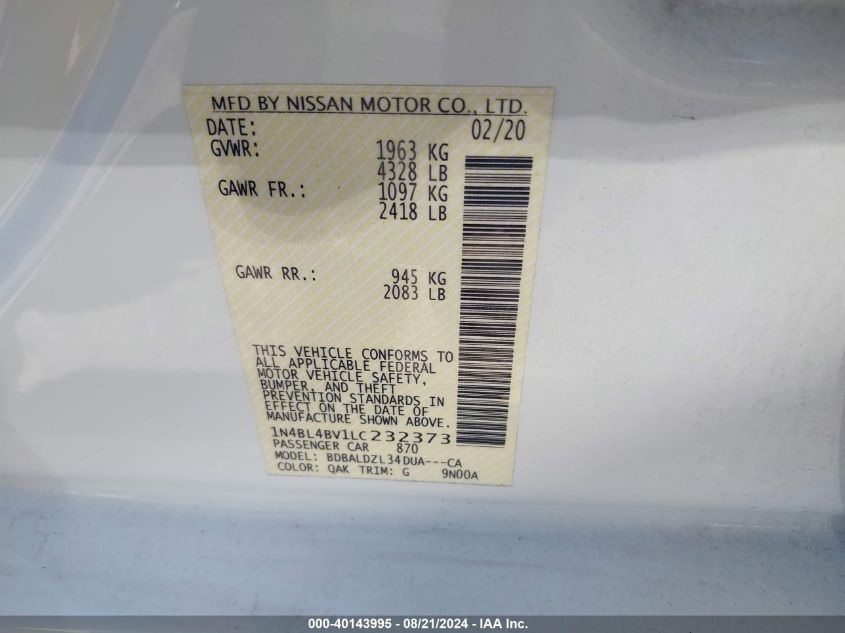 MFD BY NISSAN MOTOR CO., LTD.
DATE: 02/20
GVWR: 1963 KG
4328 LB
GAWR FR.: 1097 KG
2418 LB
GAWR RR.: 945 KG
2083 LB
THIS VEHICLE CONFORMS TO
ALL APPLICABLE FEDERAL
MOTOR VEHICLE SAFETY,
BUMPER, AND THEFT
PREVENTION STANDARDS IN
EFFECT ON THE DATE OF
MANUFACTURE SHOWN ABOVE.
1N4BL4BV1LC232373
PASSENGER CAR 870
MODEL: BDBALDZL34DUA---CA
COLOR: QAK TRIM: G 9N00A
000-40143995 - 08/21/2024 - IAA Inc.